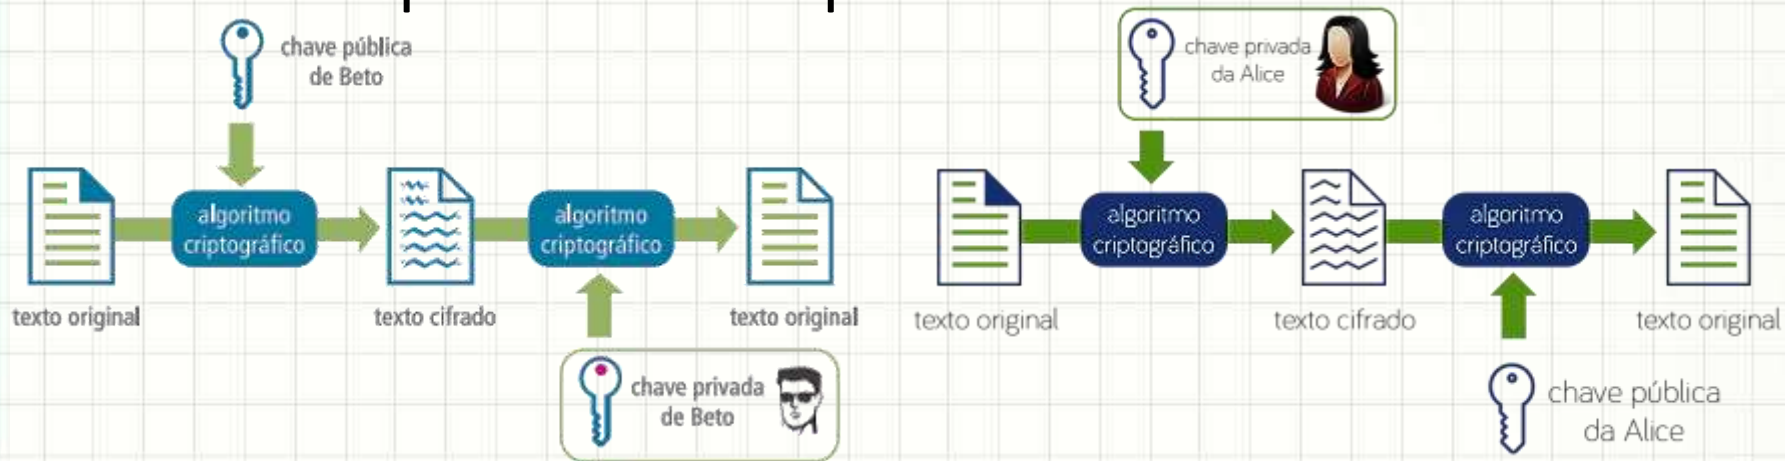 chave pública
de Beto
algoritmo
criptográfico
algoritmo
criptográfico
texto original
texto cifrado
texto original
chave privada
de Beto
chave privada
da Alice
algoritmo
criptográfico
algoritmo
criptográfico
texto original
texto cifrado
texto original
chave pública
da Alice